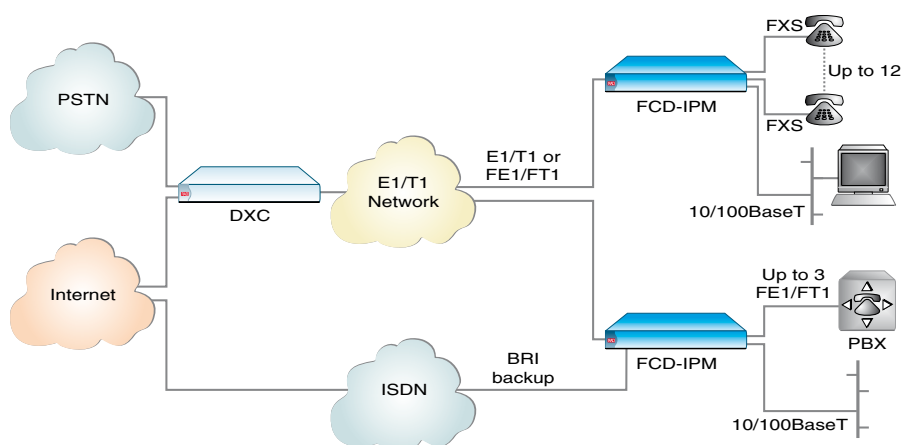 FXS
Up to 12
PSTN
FCD-IPM
FXS
E1/T1 or
FE1/FT1
E1/T1
Network
DXC
10/100BaseT
Up to 3
FE1/FT1
Internet
PBX
BRI
backup
FCD-IPM
ISDN
10/100BaseT